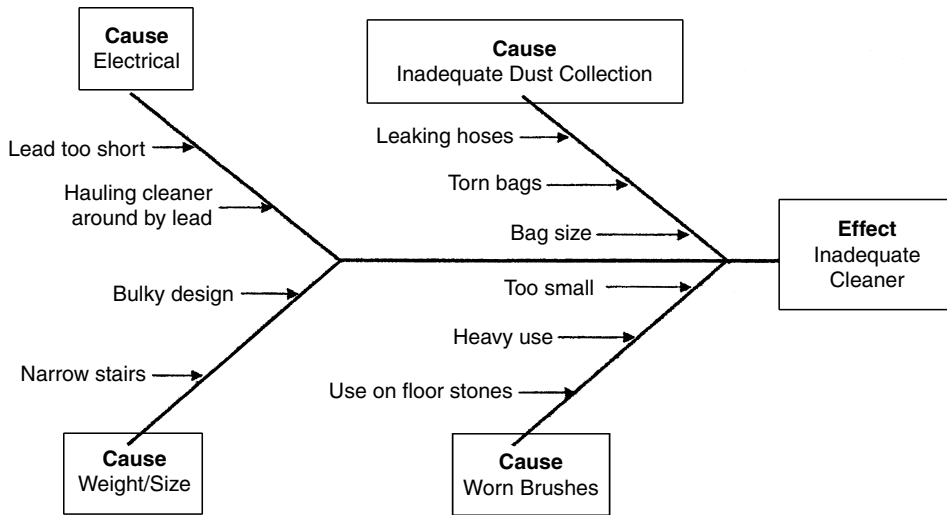 Cause
Electrical
Cause
Inadequate Dust Collection
Lead too short
Hauling cleaner
around by lead
Leaking hoses
Torn bags
Bag size
Effect
Inadequate
Cleaner
Bulky design
Narrow stairs
Too small
Heavy use
Use on floor stones
Cause
Weight/Size
Cause
Worn Brushes